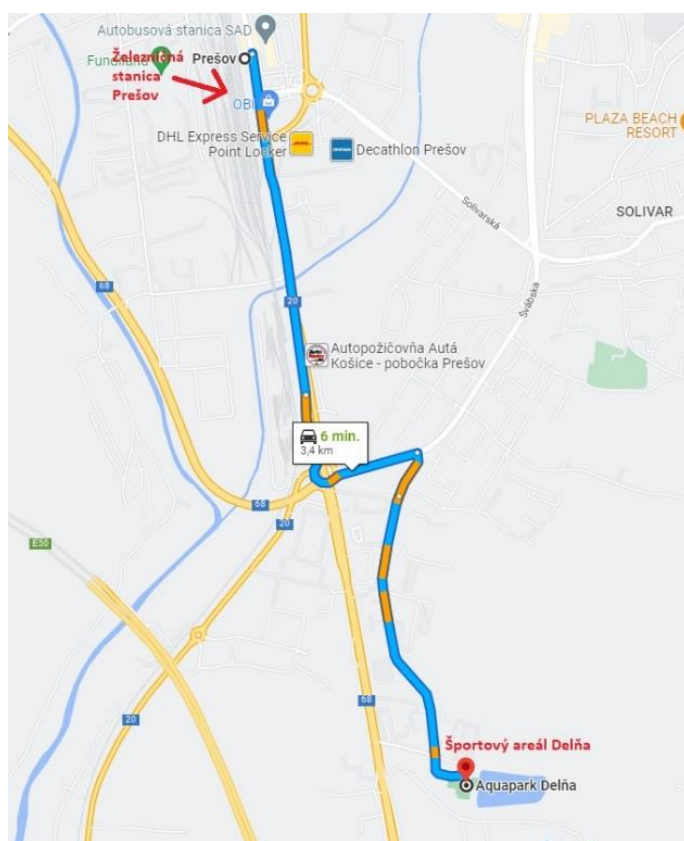 Autobusová stanica SAD
Železničná
stanica
Prešov
Prešov
OBI
DHL Express Service
Point Locker
Decathlon Prešov
PLAZA BEACH
RESORT
SOLIVAR
Solivarská
Švábska
68
20
Autopožičovňa Autá
Košice - pobočka Prešov
6 min.
3,4 km
68
20
E50
20
68
Športový areál Delňa
Aquapark Delňa